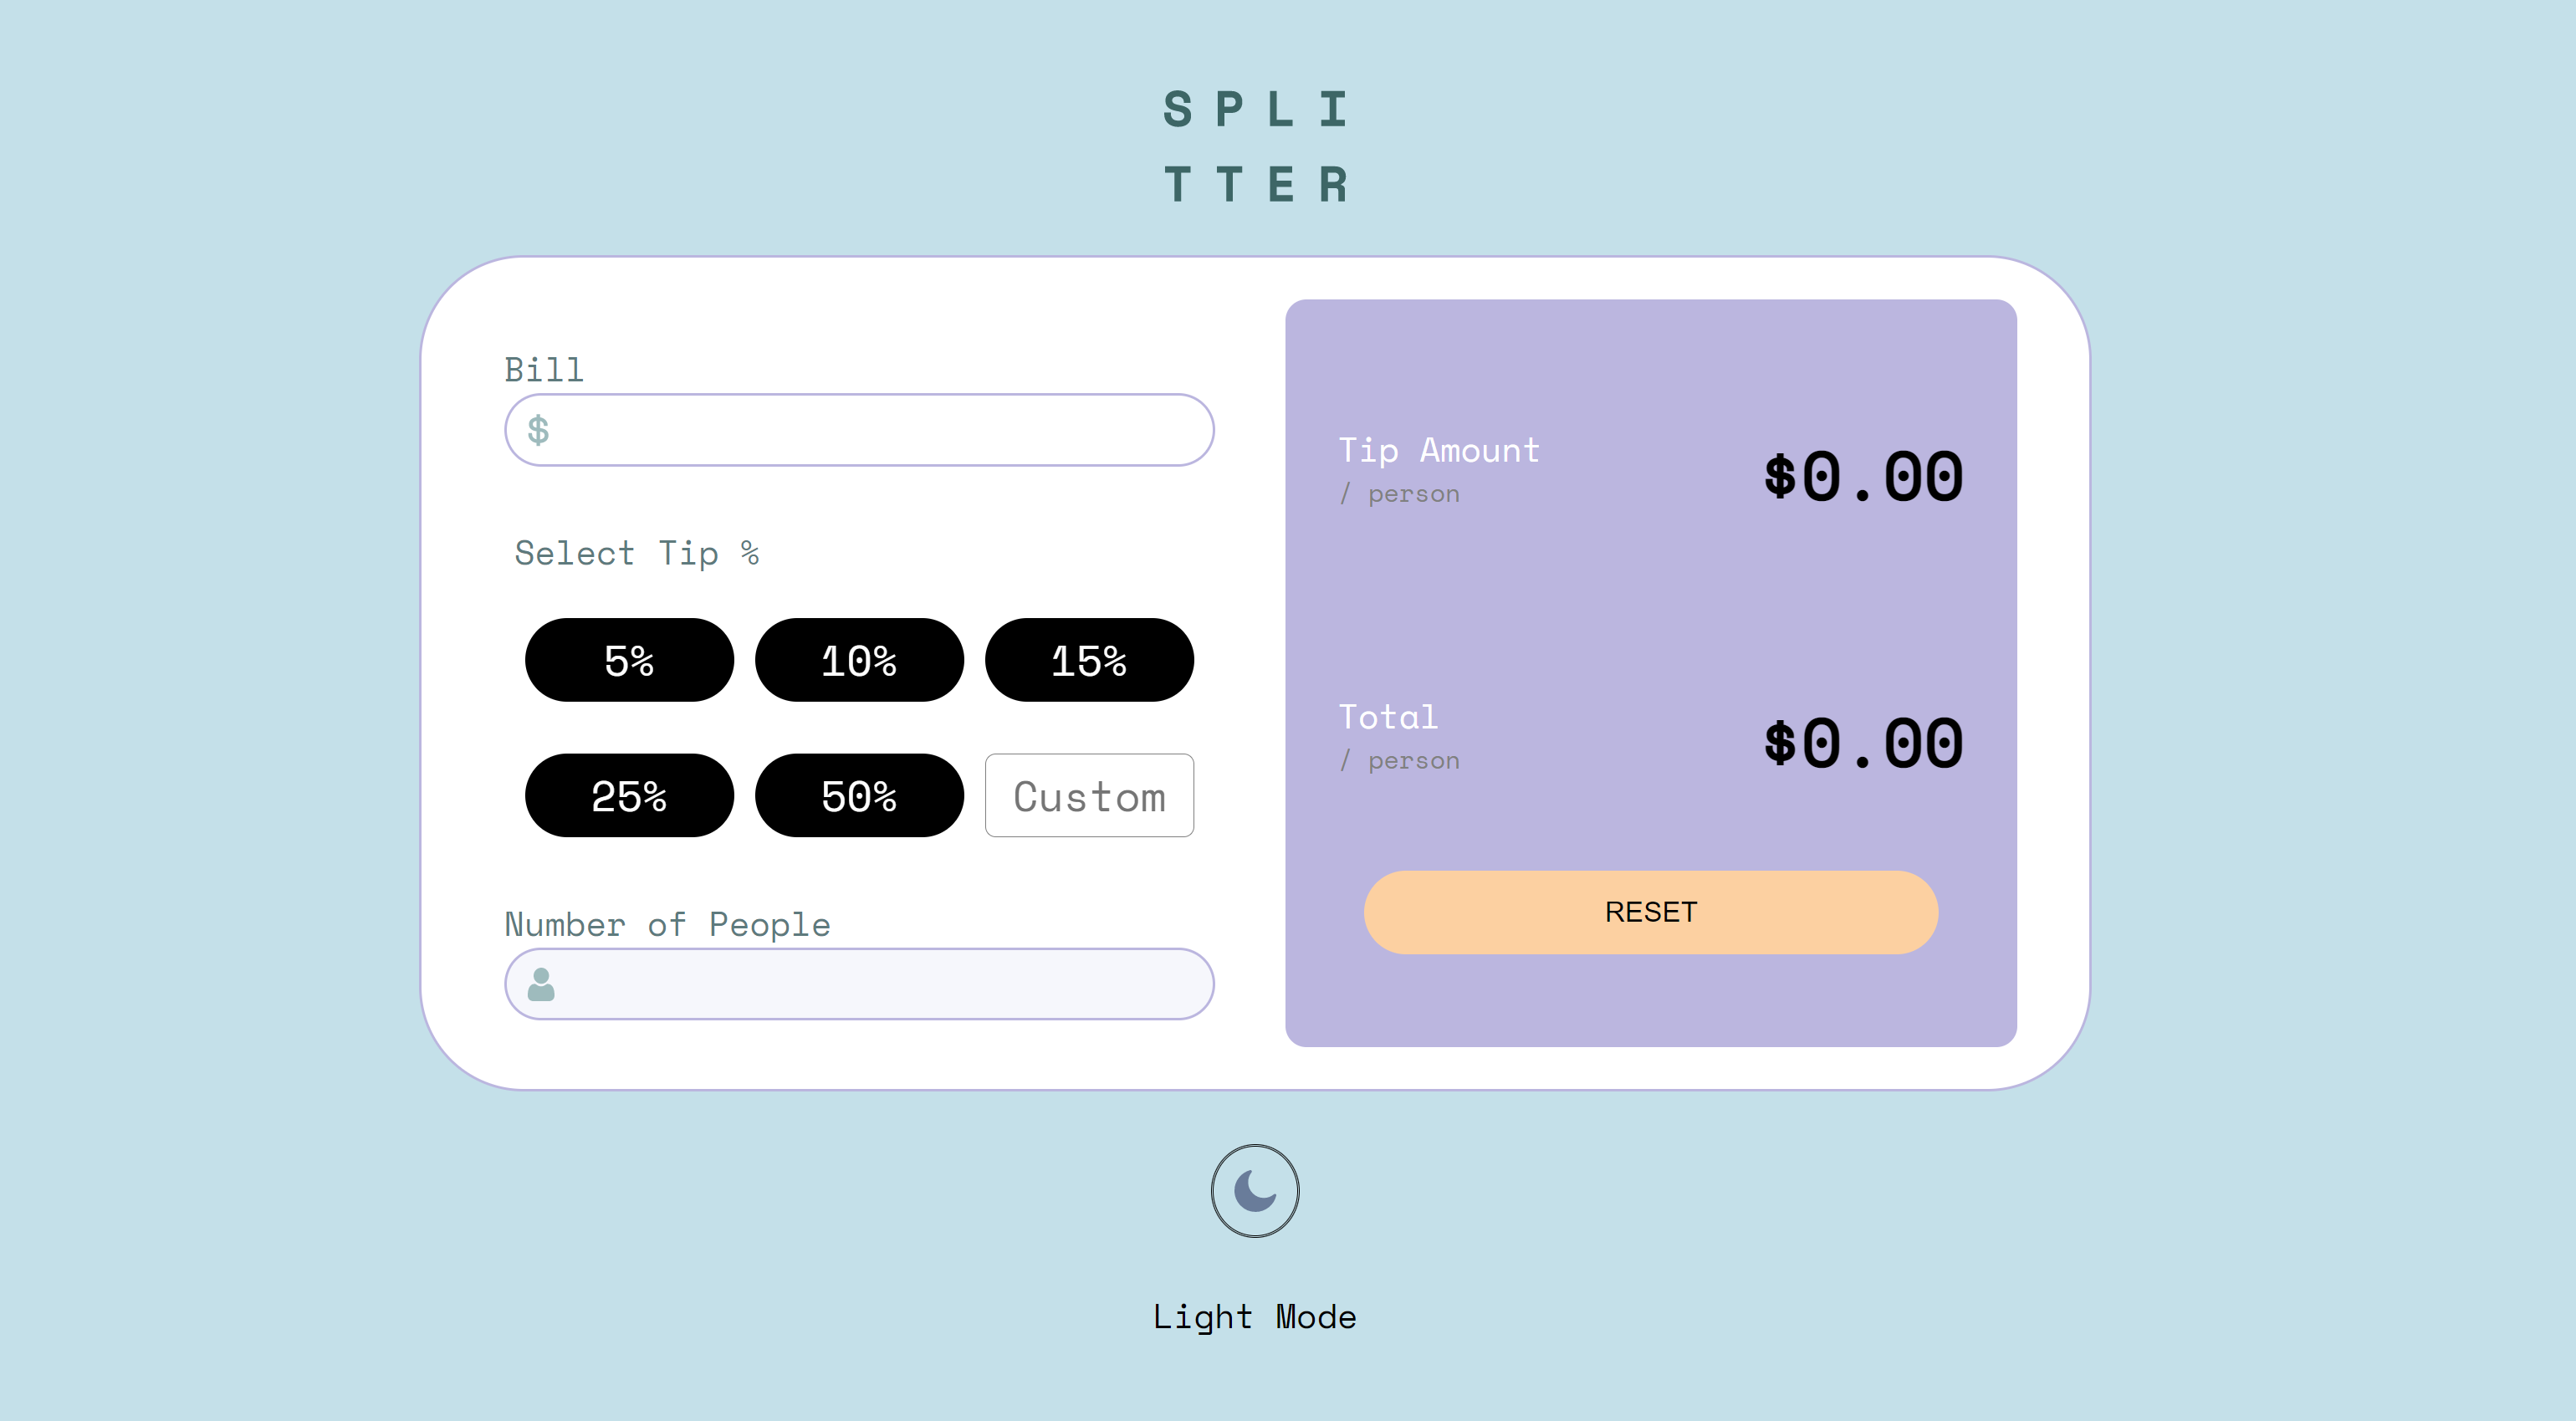 S P L I
T T E R
Bill
$
Select Tip %
5% 10% 15%
25% 50% Custom
Number of People
Tip Amount
/ person
$0.00
Total
/ person
$0.00
RESET
Light Mode